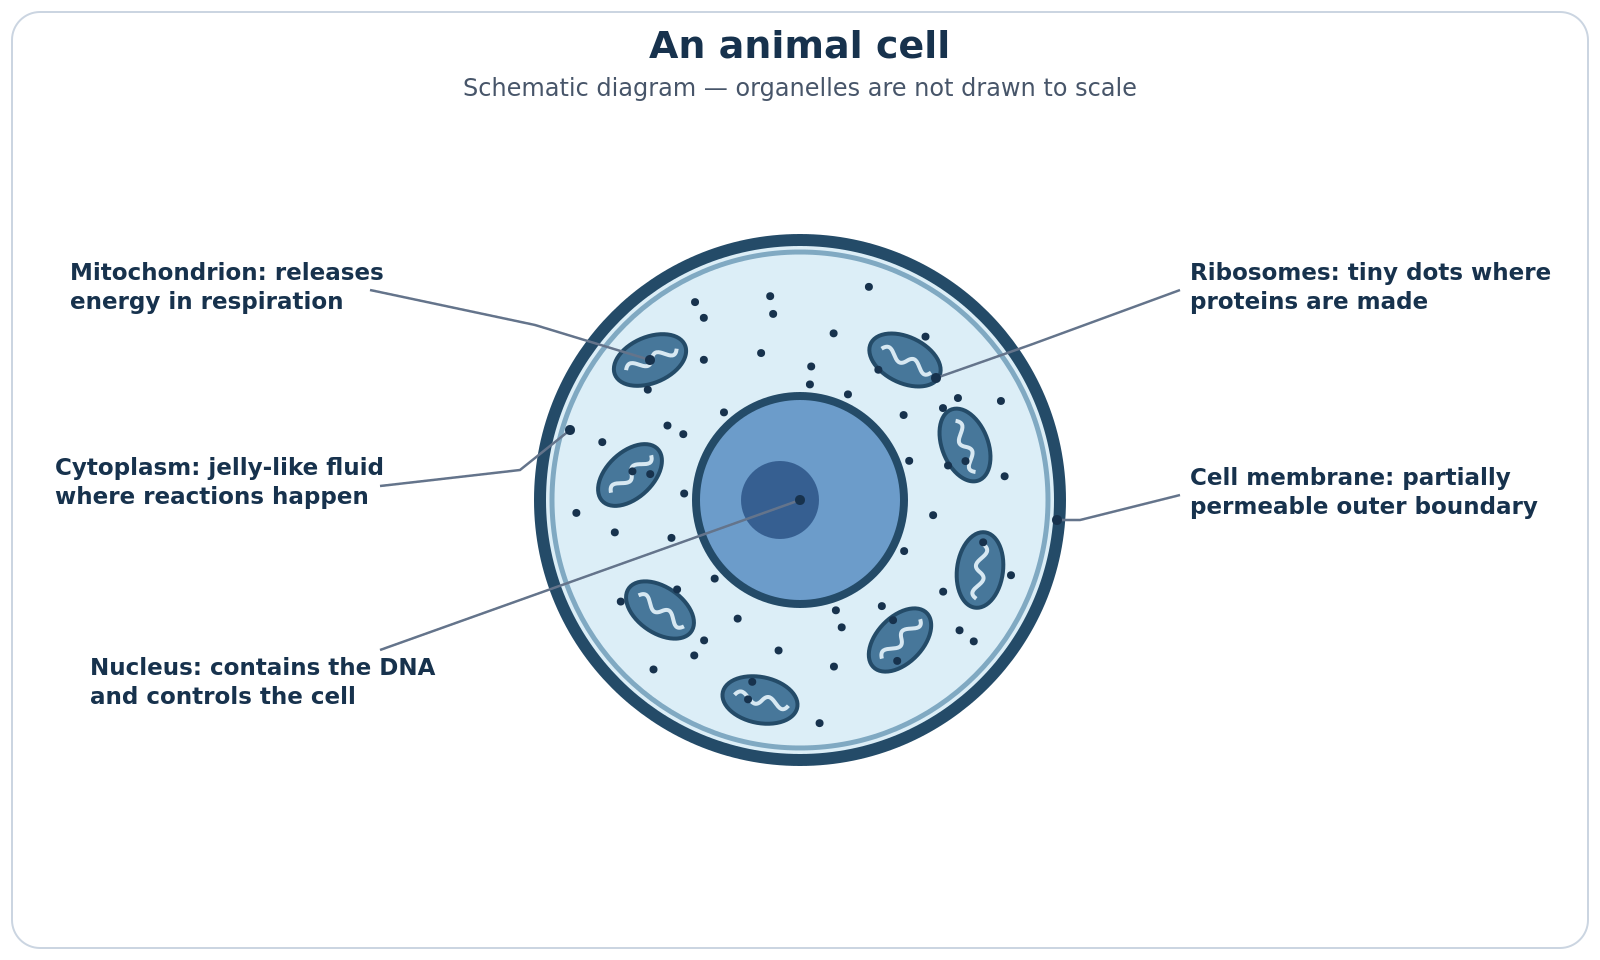 An animal cell
Schematic diagram — organelles are not drawn to scale
Mitochondrion: releases
energy in respiration
Ribosomes: tiny dots where
proteins are made
Cytoplasm: jelly-like fluid
where reactions happen
Cell membrane: partially
permeable outer boundary
Nucleus: contains the DNA
and controls the cell